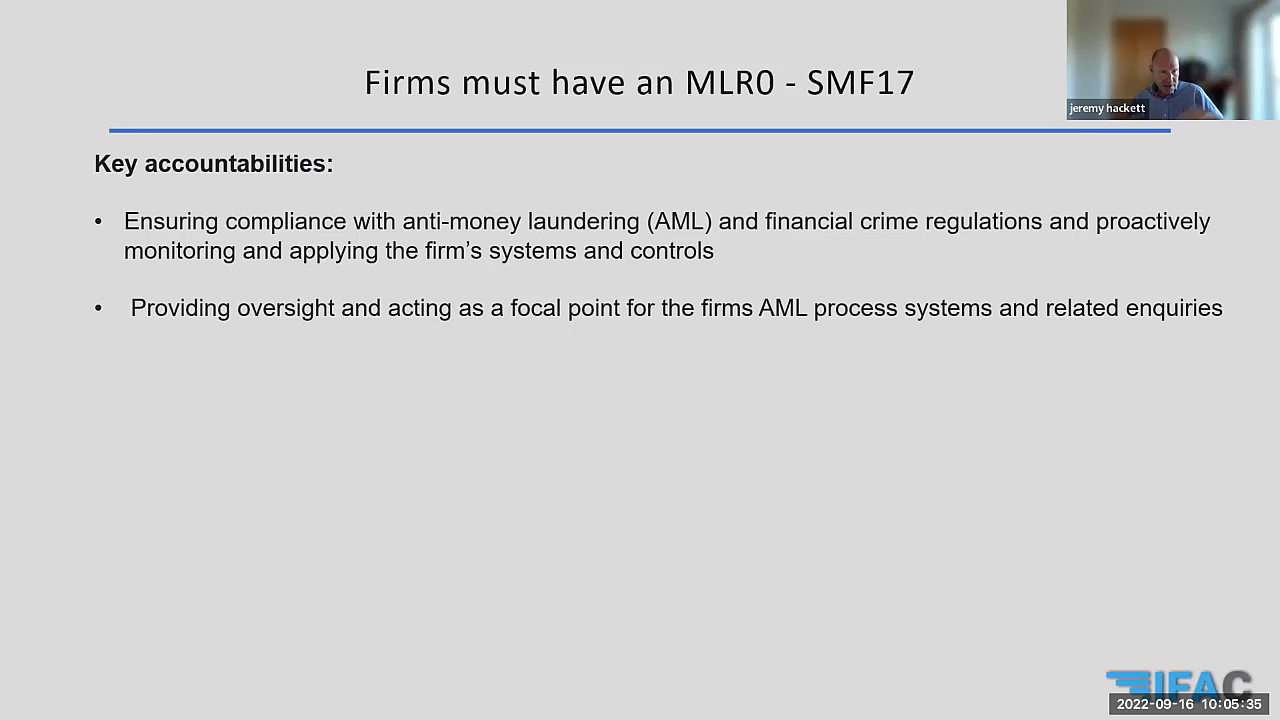 Firms must have an MLR0 - SMF17
jeremy hackett
Key accountabilities:
• Ensuring compliance with anti-money laundering (AML) and financial crime regulations and proactively
monitoring and applying the firm’s systems and controls
• Providing oversight and acting as a focal point for the firms AML process systems and related enquiries
IFAC
2022-09-16 10:05:35